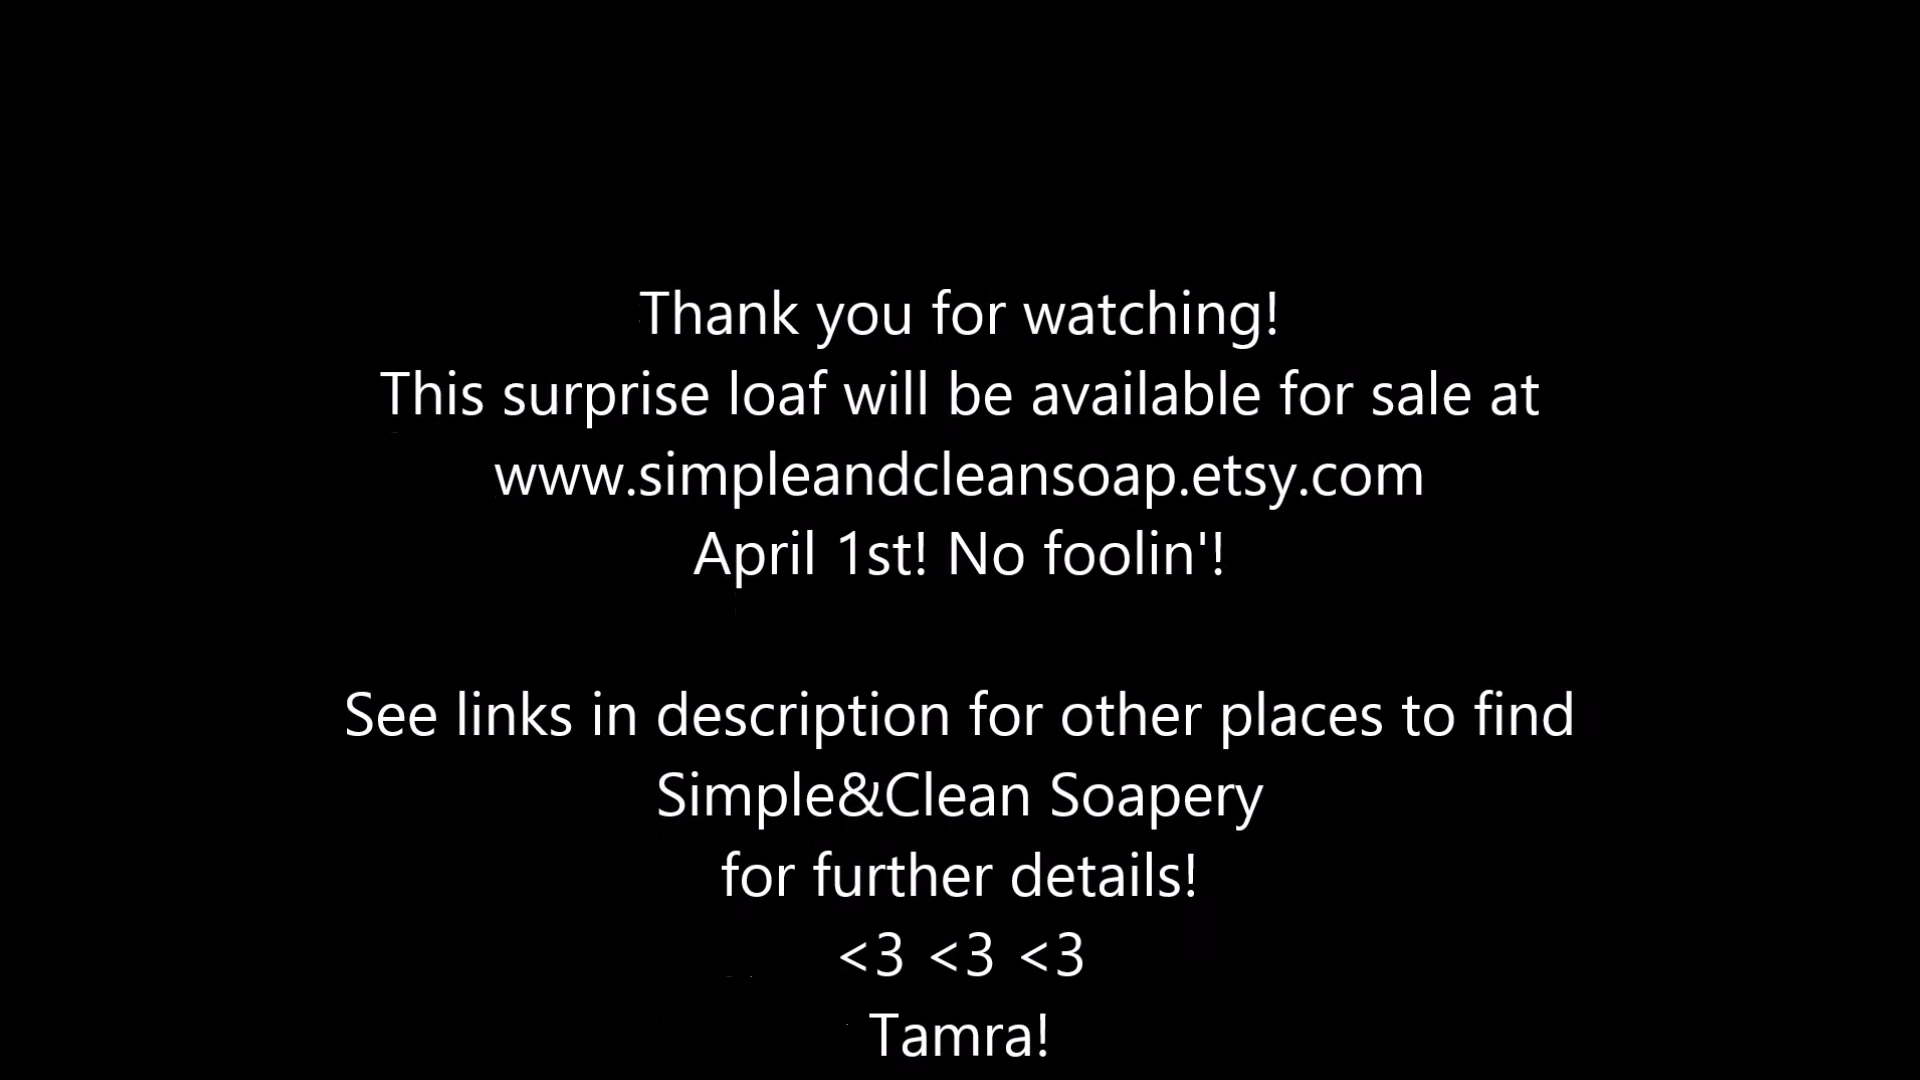 Thank you for watching!
This surprise loaf will be available for sale at
www.simpleandcleansoap.etsy.com
April 1st! No foolin'!
See links in description for other places to find
Simple&Clean Soapery
for further details!
<3 <3 <3
Tamra!